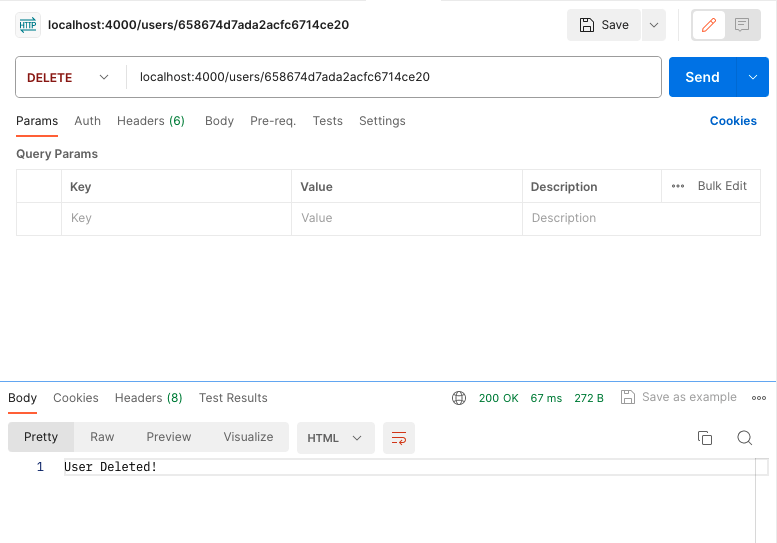 HTTP localhost:4000/users/658674d7ada2acfc6714ce20 Save
DELETE localhost:4000/users/658674d7ada2acfc6714ce20 Send
Params Auth Headers (6) Body Pre-req. Tests Settings Cookies
Query Params
Key Value Description Bulk Edit
Key Value Description
Body Cookies Headers (8) Test Results 200 OK 67 ms 272 B Save as example
Pretty Raw Preview Visualize HTML
1 User Deleted!